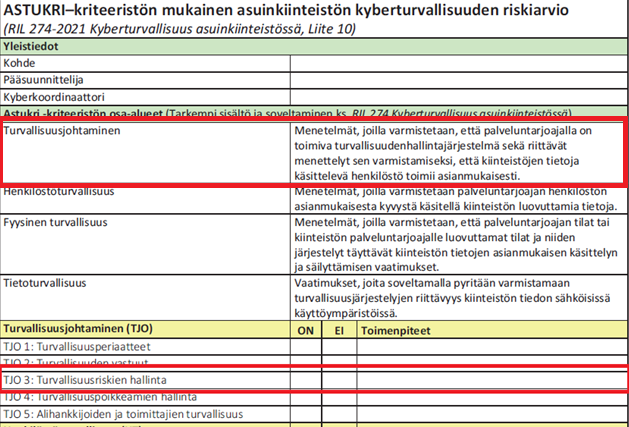 ASTUKRI–kriteeristön mukainen asuinkiinteistön kyberturvallisuuden riskiarvio
(RIL 274-2021 Kyberturvallisuus asuinkiinteistössä, Liite 10)
Yleistiedot
Kohde
Pääsuunnittelija
Kyberkoordinaattori
Astukri -kriteeristön osa-alueet (Tarkempi sisältö ja soveltaminen ks. RIL 274 Kyberturvallisuus asuinkiinteistössä)
Turvallisuusjohtaminen
Menetelmät, joilla varmistetaan, että palveluntarjoajalla on
toimiva turvallisuudenhallintajärjestelmä sekä riittävät
menettelyt sen varmistamiseksi, että kiinteistöjen tietoja
käsittelevä henkilöstö toimii asianmukaisesti.
Henkilöstöturvallisuus
Menetelmät, joilla varmistetaan palveluntarjoajan henkilöstön
asianmukaisesta kyvystä käsitellä kiinteistön luovuttamia tietoja.
Fyysinen turvallisuus
Menetelmät, joilla varmistetaan, että palveluntarjoajan tilat tai
kiinteistön palveluntarjoajalle luovuttamat tilat ja niiden
järjestelyt täyttävät kiinteistön tietojen asianmukaisen käsittelyn
ja säilyttämisen vaatimukset.
Tietoturvallisuus
Vaatimukset, joita soveltamalla pyritään varmistamaan
turvallisuusjärjestelyjen riittävyys kiinteistön tiedon sähköisissä
käyttöympäristöissä.
Turvallisuusjohtaminen (TJO) ON EI Toimenpiteet
TJO 1: Turvallisuusperiaatteet
TJO 2: Turvallisuuden vastuut
TJO 3: Turvallisuusriskien hallinta
TJO 4: Turvallisuuspoikkeamien hallinta
TJO 5: Alihankkijoiden ja toimittajien turvallisuus